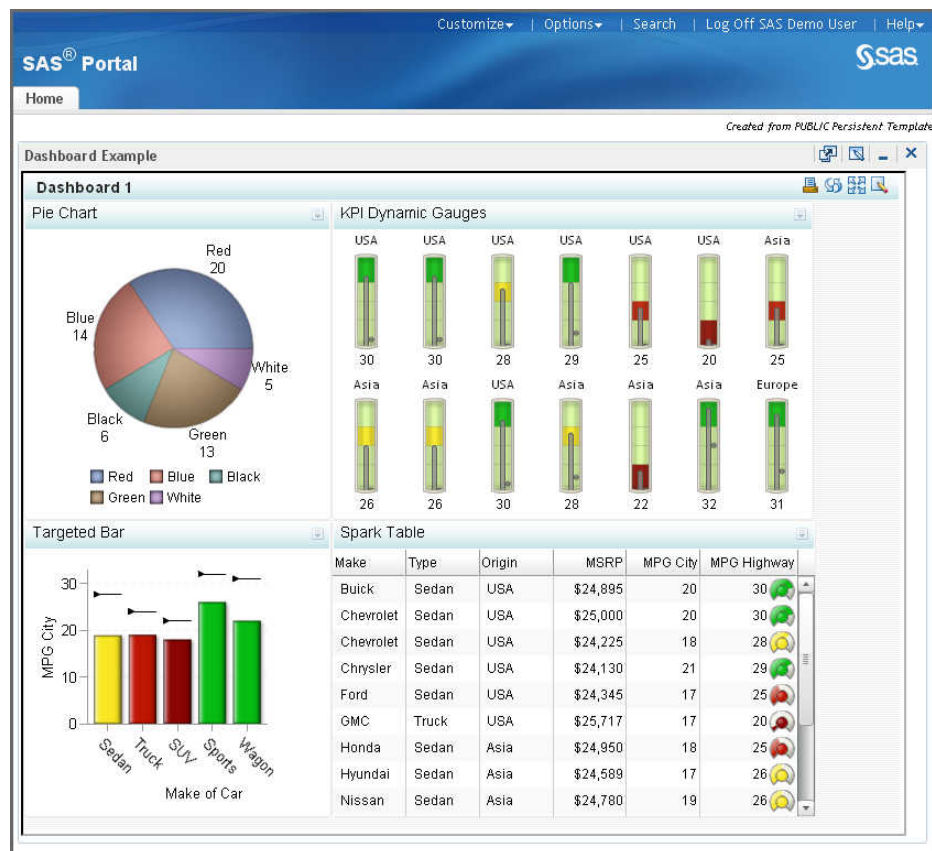 Customize | Options | Search | Log Off SAS Demo User | Help
SAS® Portal
sas
Home
Created from PUBLIC Persistent Template
Dashboard Example
Dashboard 1
Pie Chart
Red
20
Blue
14
White
5
Black
6
Green
13
Red Blue Black
Green White
KPI Dynamic Gauges
USA USA USA USA USA USA Asia
30 30 28 29 25 20 25
Asia Asia USA Asia Asia Asia Europe
26 26 30 28 22 32 31
Targeted Bar
MPG City
30
20
10
0
Sedan Truck SUV Sports Wagon
Make of Car
Spark Table
Make Type Origin MSRP MPG City MPG Highway
Buick Sedan USA $24,895 20 30
Chevrolet Sedan USA $25,000 20 30
Chevrolet Sedan USA $24,225 18 28
Chrysler Sedan USA $24,130 21 29
Ford Sedan USA $24,345 17 25
GMC Truck USA $25,717 17 20
Honda Sedan Asia $24,950 18 25
Hyundai Sedan Asia $24,589 17 26
Nissan Sedan Asia $24,780 19 26